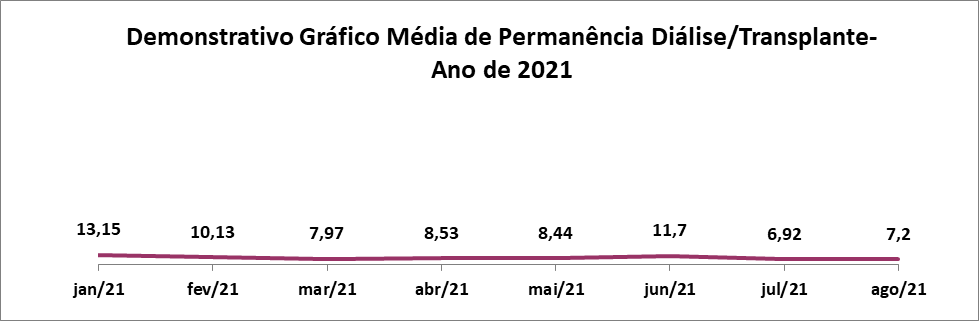 Demonstrativo Gráfico Média de Permanência Diálise/Transplante-
Ano de 2021
13,15 10,13 7,97 8,53 8,44 11,7 6,92 7,2
jan/21 fev/21 mar/21 abr/21 mai/21 jun/21 jul/21 ago/21